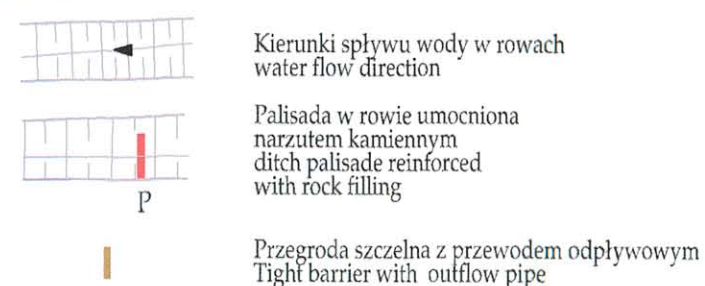 Kierunki spływu wody w rowach
water flow direction
Palisada w rowie umocniona
narzutem kamiennym
ditch palisade reinforced
with rock filling
P
Przegroda szczelna z przewodem odpływowym
Tight barrier with outflow pipe